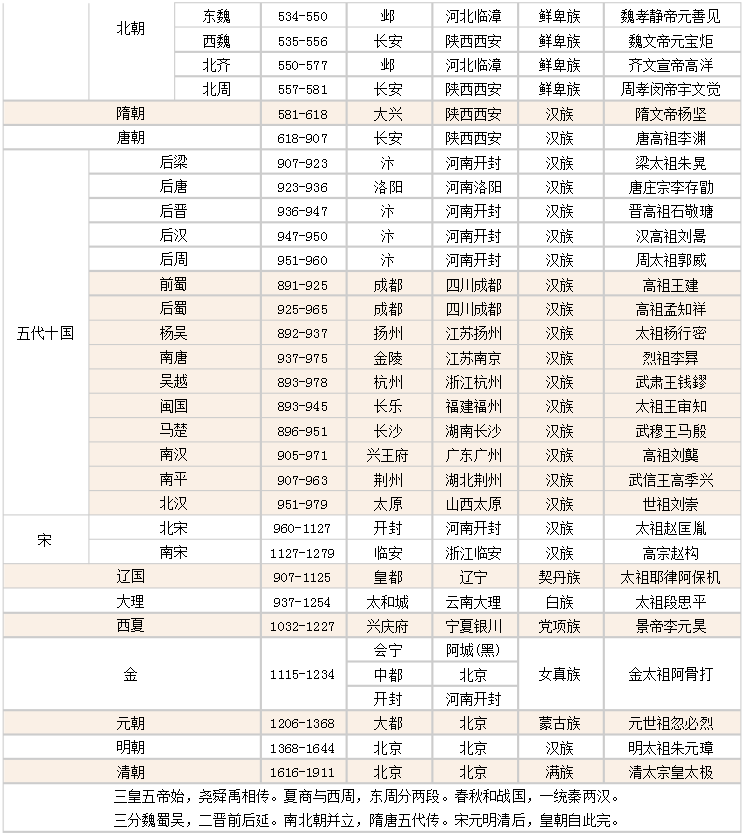 北朝
东魏 534-550 邺 河北临漳 鲜卑族 魏孝静帝元善见
西魏 535-556 长安 陕西西安 鲜卑族 魏文帝元宝炬
北齐 550-577 邺 河北临漳 鲜卑族 齐文宣帝高洋
北周 557-581 长安 陕西西安 鲜卑族 周孝闵帝宇文觉
隋朝 581-618 大兴 陕西西安 汉族 隋文帝杨坚
唐朝 618-907 长安 陕西西安 汉族 唐高祖李渊
五代十国
后梁 907-923 汴 河南开封 汉族 梁太祖朱晃
后唐 923-936 洛阳 河南洛阳 汉族 唐庄宗李存勖
后晋 936-947 汴 河南开封 汉族 晋高祖石敬瑭
后汉 947-950 汴 河南开封 汉族 汉高祖刘暠
后周 951-960 汴 河南开封 汉族 周太祖郭威
前蜀 891-925 成都 四川成都 汉族 高祖王建
后蜀 925-965 成都 四川成都 汉族 高祖孟知祥
杨吴 892-937 扬州 江苏扬州 汉族 太祖杨行密
南唐 937-975 金陵 江苏南京 汉族 烈祖李昪
吴越 893-978 杭州 浙江杭州 汉族 武肃王钱鏐
闽国 893-945 长乐 福建福州 汉族 太祖王审知
马楚 896-951 长沙 湖南长沙 汉族 武穆王马殷
南汉 905-971 兴王府 广东广州 汉族 高祖刘龑
南平 907-963 荆州 湖北荆州 汉族 武信王高季兴
北汉 951-979 太原 山西太原 汉族 世祖刘崇
宋
北宋 960-1127 开封 河南开封 汉族 太祖赵匡胤
南宋 1127-1279 临安 浙江临安 汉族 高宗赵构
辽国 907-1125 皇都 辽宁 契丹族 太祖耶律阿保机
大理 937-1254 太和城 云南大理 白族 太祖段思平
西夏 1032-1227 兴庆府 宁夏银川 党项族 景帝李元昊
会宁 阿城(黑)
金 1115-1234 中都 北京 女真族 金太祖阿骨打
开封 河南开封
元朝 1206-1368 大都 北京 蒙古族 元世祖忽必烈
明朝 1368-1644 北京 北京 汉族 明太祖朱元璋
清朝 1616-1911 北京 北京 满族 清太宗皇太极
三皇五帝始，尧舜禹相传。夏商与西周，东周分两段。春秋和战国，一统秦两汉。
三分魏蜀吴，二晋前后延。南北朝并立，隋唐五代传。宋元明清后，皇朝自此完。